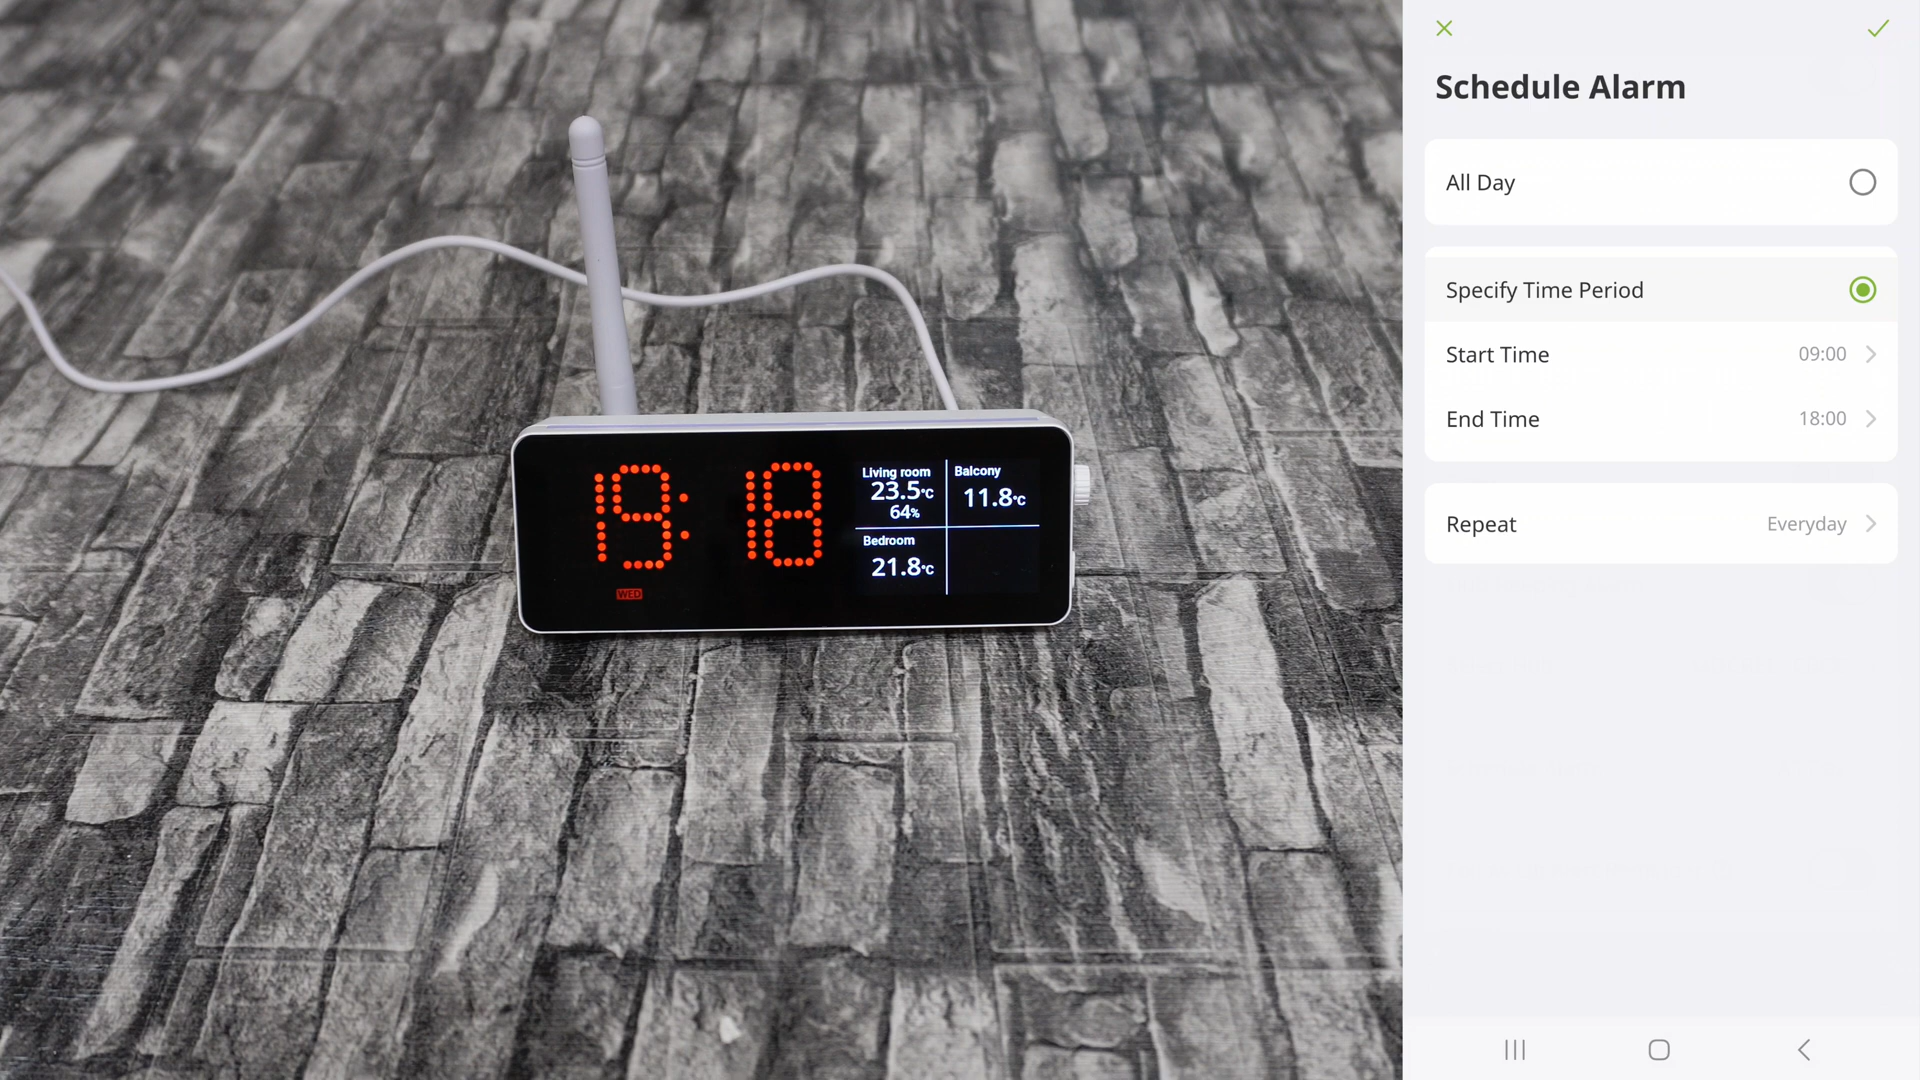 19:18
WED
Living room
23.5°C
64%
Balcony
11.8°C
Bedroom
21.8°C
Schedule Alarm
All Day
Specify Time Period
Start Time 09:00
End Time 18:00
Repeat Everyday